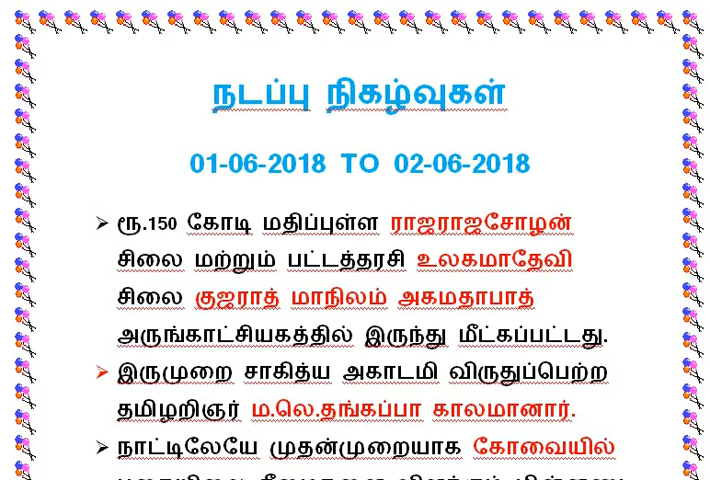 நடப்பு நிகழ்வுகள்
01-06-2018 TO 02-06-2018
ரூ.150 கோடி மதிப்புள்ள ராஜராஜசோழன்
சிலை மற்றும் பட்டத்தரசி உலகமாதேவி
சிலை குஜராத் மாநிலம் அகமதாபாத்
அருங்காட்சியகத்தில் இருந்து மீட்கப்பட்டது.
இருமுறை சாகித்ய அகாடமி விருதுப்பெற்ற
தமிழறிஞர் ம.லெ.தங்கப்பா காலமானார்.
நாட்டிலேயே முதன்முறையாக கோவையில்